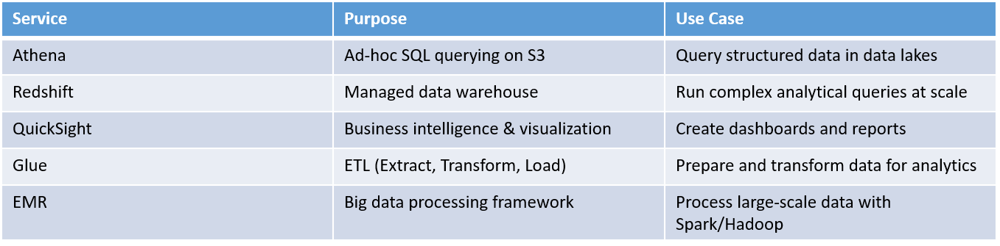 Service Purpose Use Case
Athena Ad-hoc SQL querying on S3 Query structured data in data lakes
Redshift Managed data warehouse Run complex analytical queries at scale
QuickSight Business intelligence & visualization Create dashboards and reports
Glue ETL (Extract, Transform, Load) Prepare and transform data for analytics
EMR Big data processing framework Process large-scale data with
Spark/Hadoop